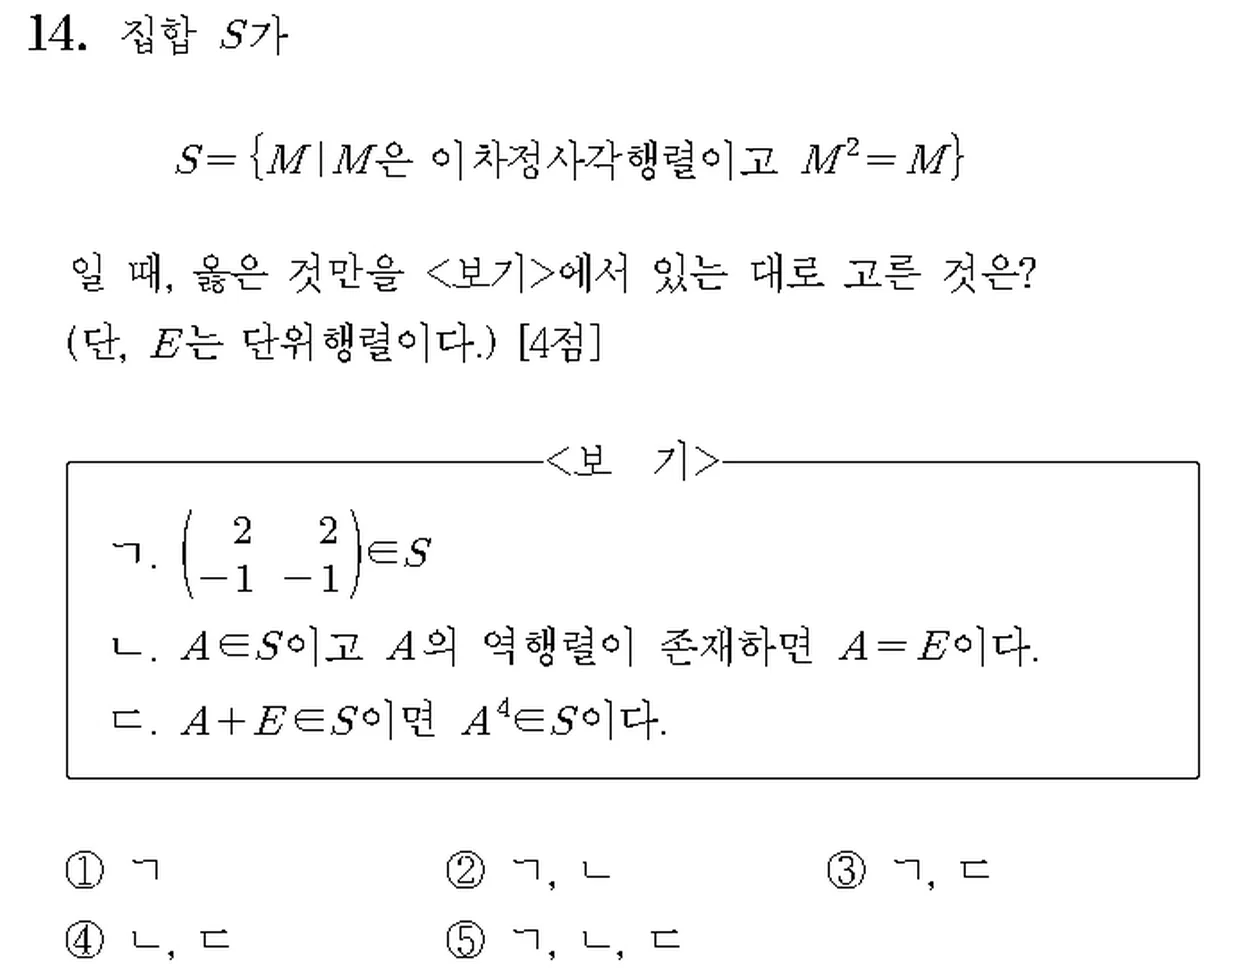 14. 집합 S가
S={M|M은 이차정사각행렬이고 M²=M}
일 때, 옳은 것만을 <보기>에서 있는 대로 고른 것은?
(단, E는 단위행렬이다.) [4점]
<보 기>
ㄱ. ( 2 2
-1 -1 )∈S
ㄴ. A∈S이고 A의 역행렬이 존재하면 A=E이다.
ㄷ. A+E∈S이면 A⁴∈S이다.
① ㄱ ② ㄱ, ㄴ ③ ㄱ, ㄷ
④ ㄴ, ㄷ ⑤ ㄱ, ㄴ, ㄷ